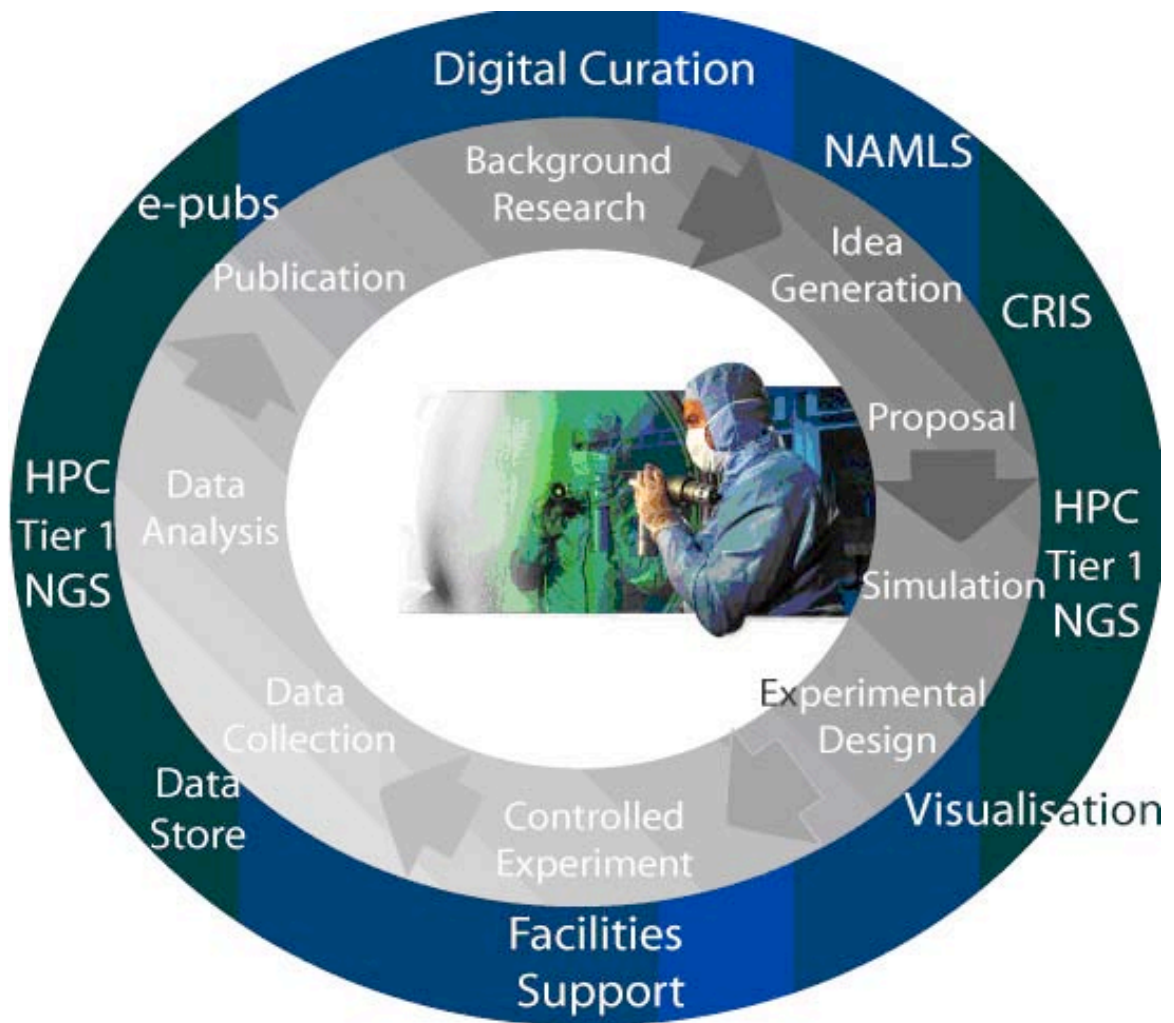 Digital Curation
NAMLS
CRIS
HPC
Tier 1
NGS
Visualisation
Facilities
Support
Data
Store
HPC
Tier 1
NGS
e-pubs
Background
Research
Idea
Generation
Proposal
Simulation
Experimental
Design
Controlled
Experiment
Data
Collection
Data
Analysis
Publication